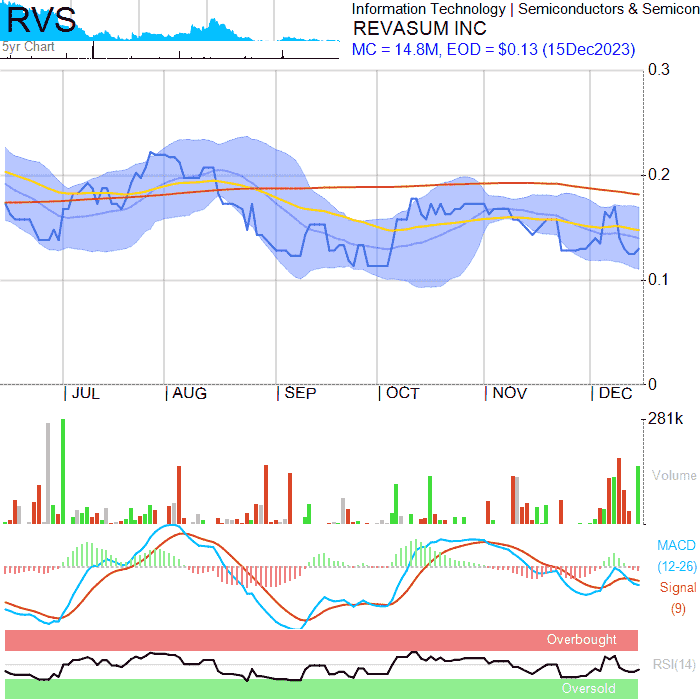 RVS
5yr Chart
Information Technology | Semiconductors & Semicon
REVASUM INC
MC = 14.8M, EOD = $0.13 (15Dec2023)
0.3
0.2
0.1
0
JUL AUG SEP OCT NOV DEC
281k
Volume
MACD
(12-26)
Signal
(9)
Overbought
RSI(14)
Oversold